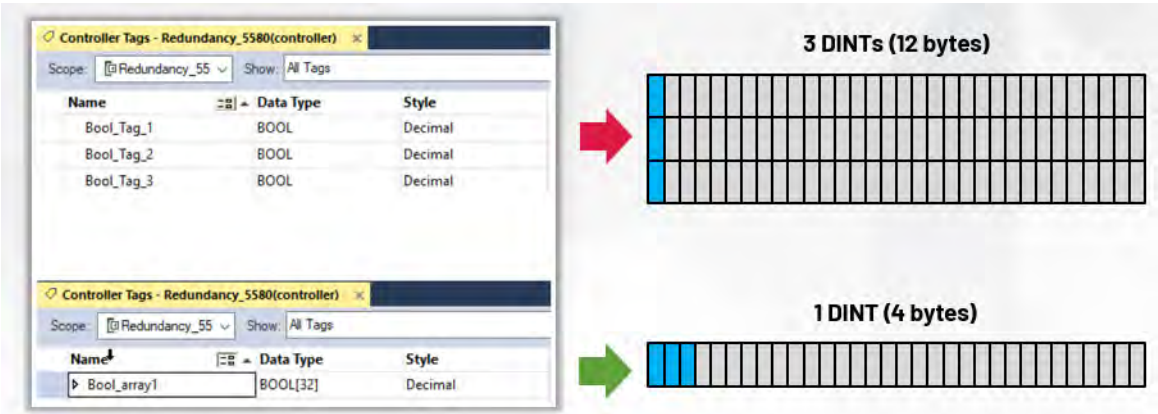 Controller Tags - Redundancy_5580(controller) ×
Scope: Redundancy_55 Show: All Tags
Name Data Type Style
Bool_Tag_1 BOOL Decimal
Bool_Tag_2 BOOL Decimal
Bool_Tag_3 BOOL Decimal
3 DINTs (12 bytes)
Controller Tags - Redundancy_5580(controller) ×
Scope: Redundancy_55 Show: All Tags
Name Data Type Style
Bool_array1 BOOL[32] Decimal
1 DINT (4 bytes)